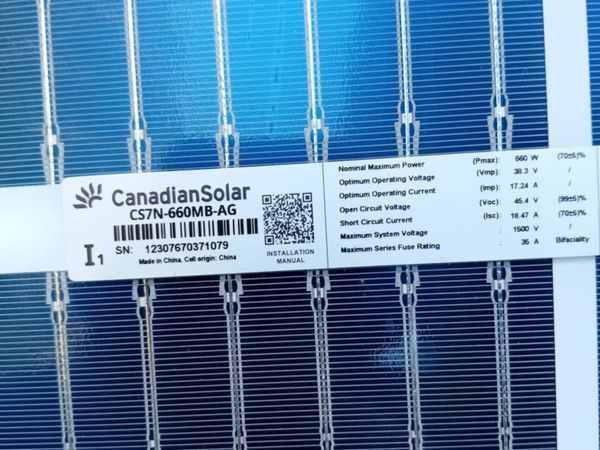 CanadianSolar
CS7N-660MB-AG
I1
SN: 12307670371079
Made in China, Cell origin: China
INSTALLATION
MANUAL
Nominal Maximum Power (Pmax): 660 W (70±5)%
Optimum Operating Voltage (Vmp): 38.3 V /
Optimum Operating Current (Imp): 17.24 A /
Open Circuit Voltage (Voc): 45.4 V (99±5)%
Short Circuit Current (Isc): 18.47 A (70±5)%
Maximum System Voltage : 1500 V /
Maximum Series Fuse Rating : 35 A Bifaciality